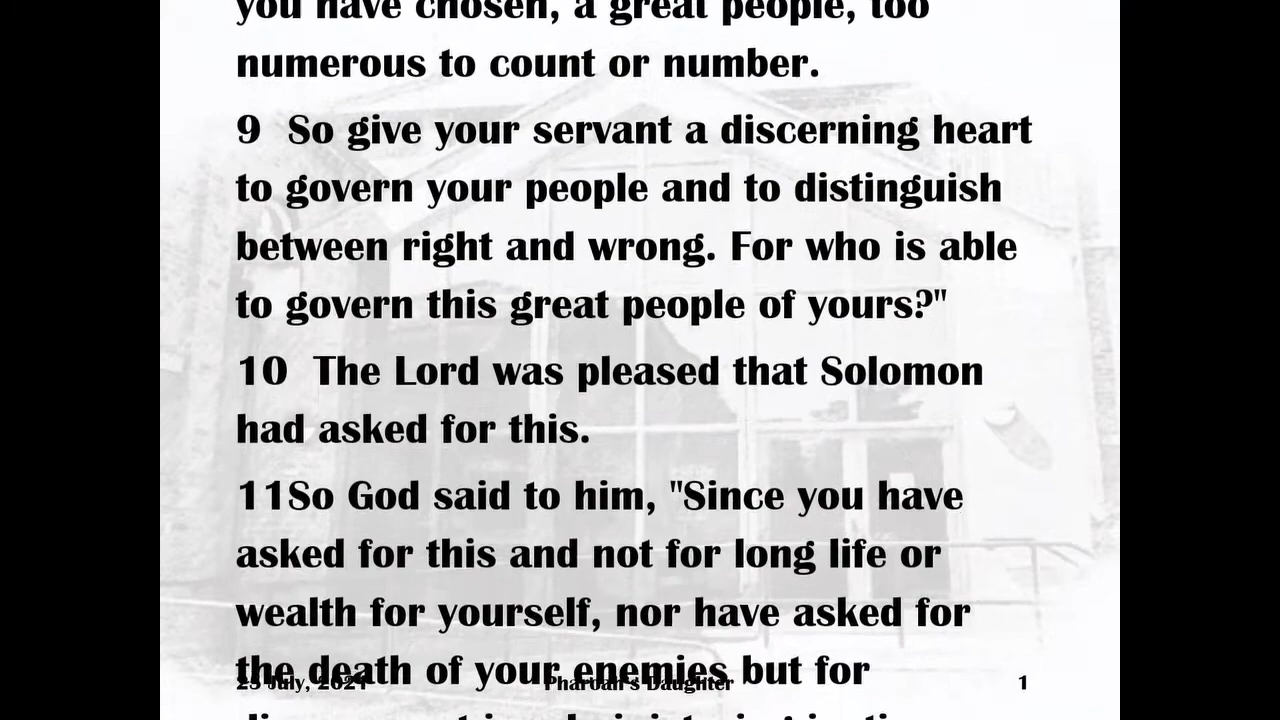 you have chosen, a great people, too
numerous to count or number.
9 So give your servant a discerning heart
to govern your people and to distinguish
between right and wrong. For who is able
to govern this great people of yours?"
10 The Lord was pleased that Solomon
had asked for this.
11So God said to him, "Since you have
asked for this and not for long life or
wealth for yourself, nor have asked for
the death of your enemies but for
25 July, 2021 Pharoah's Daughter 1